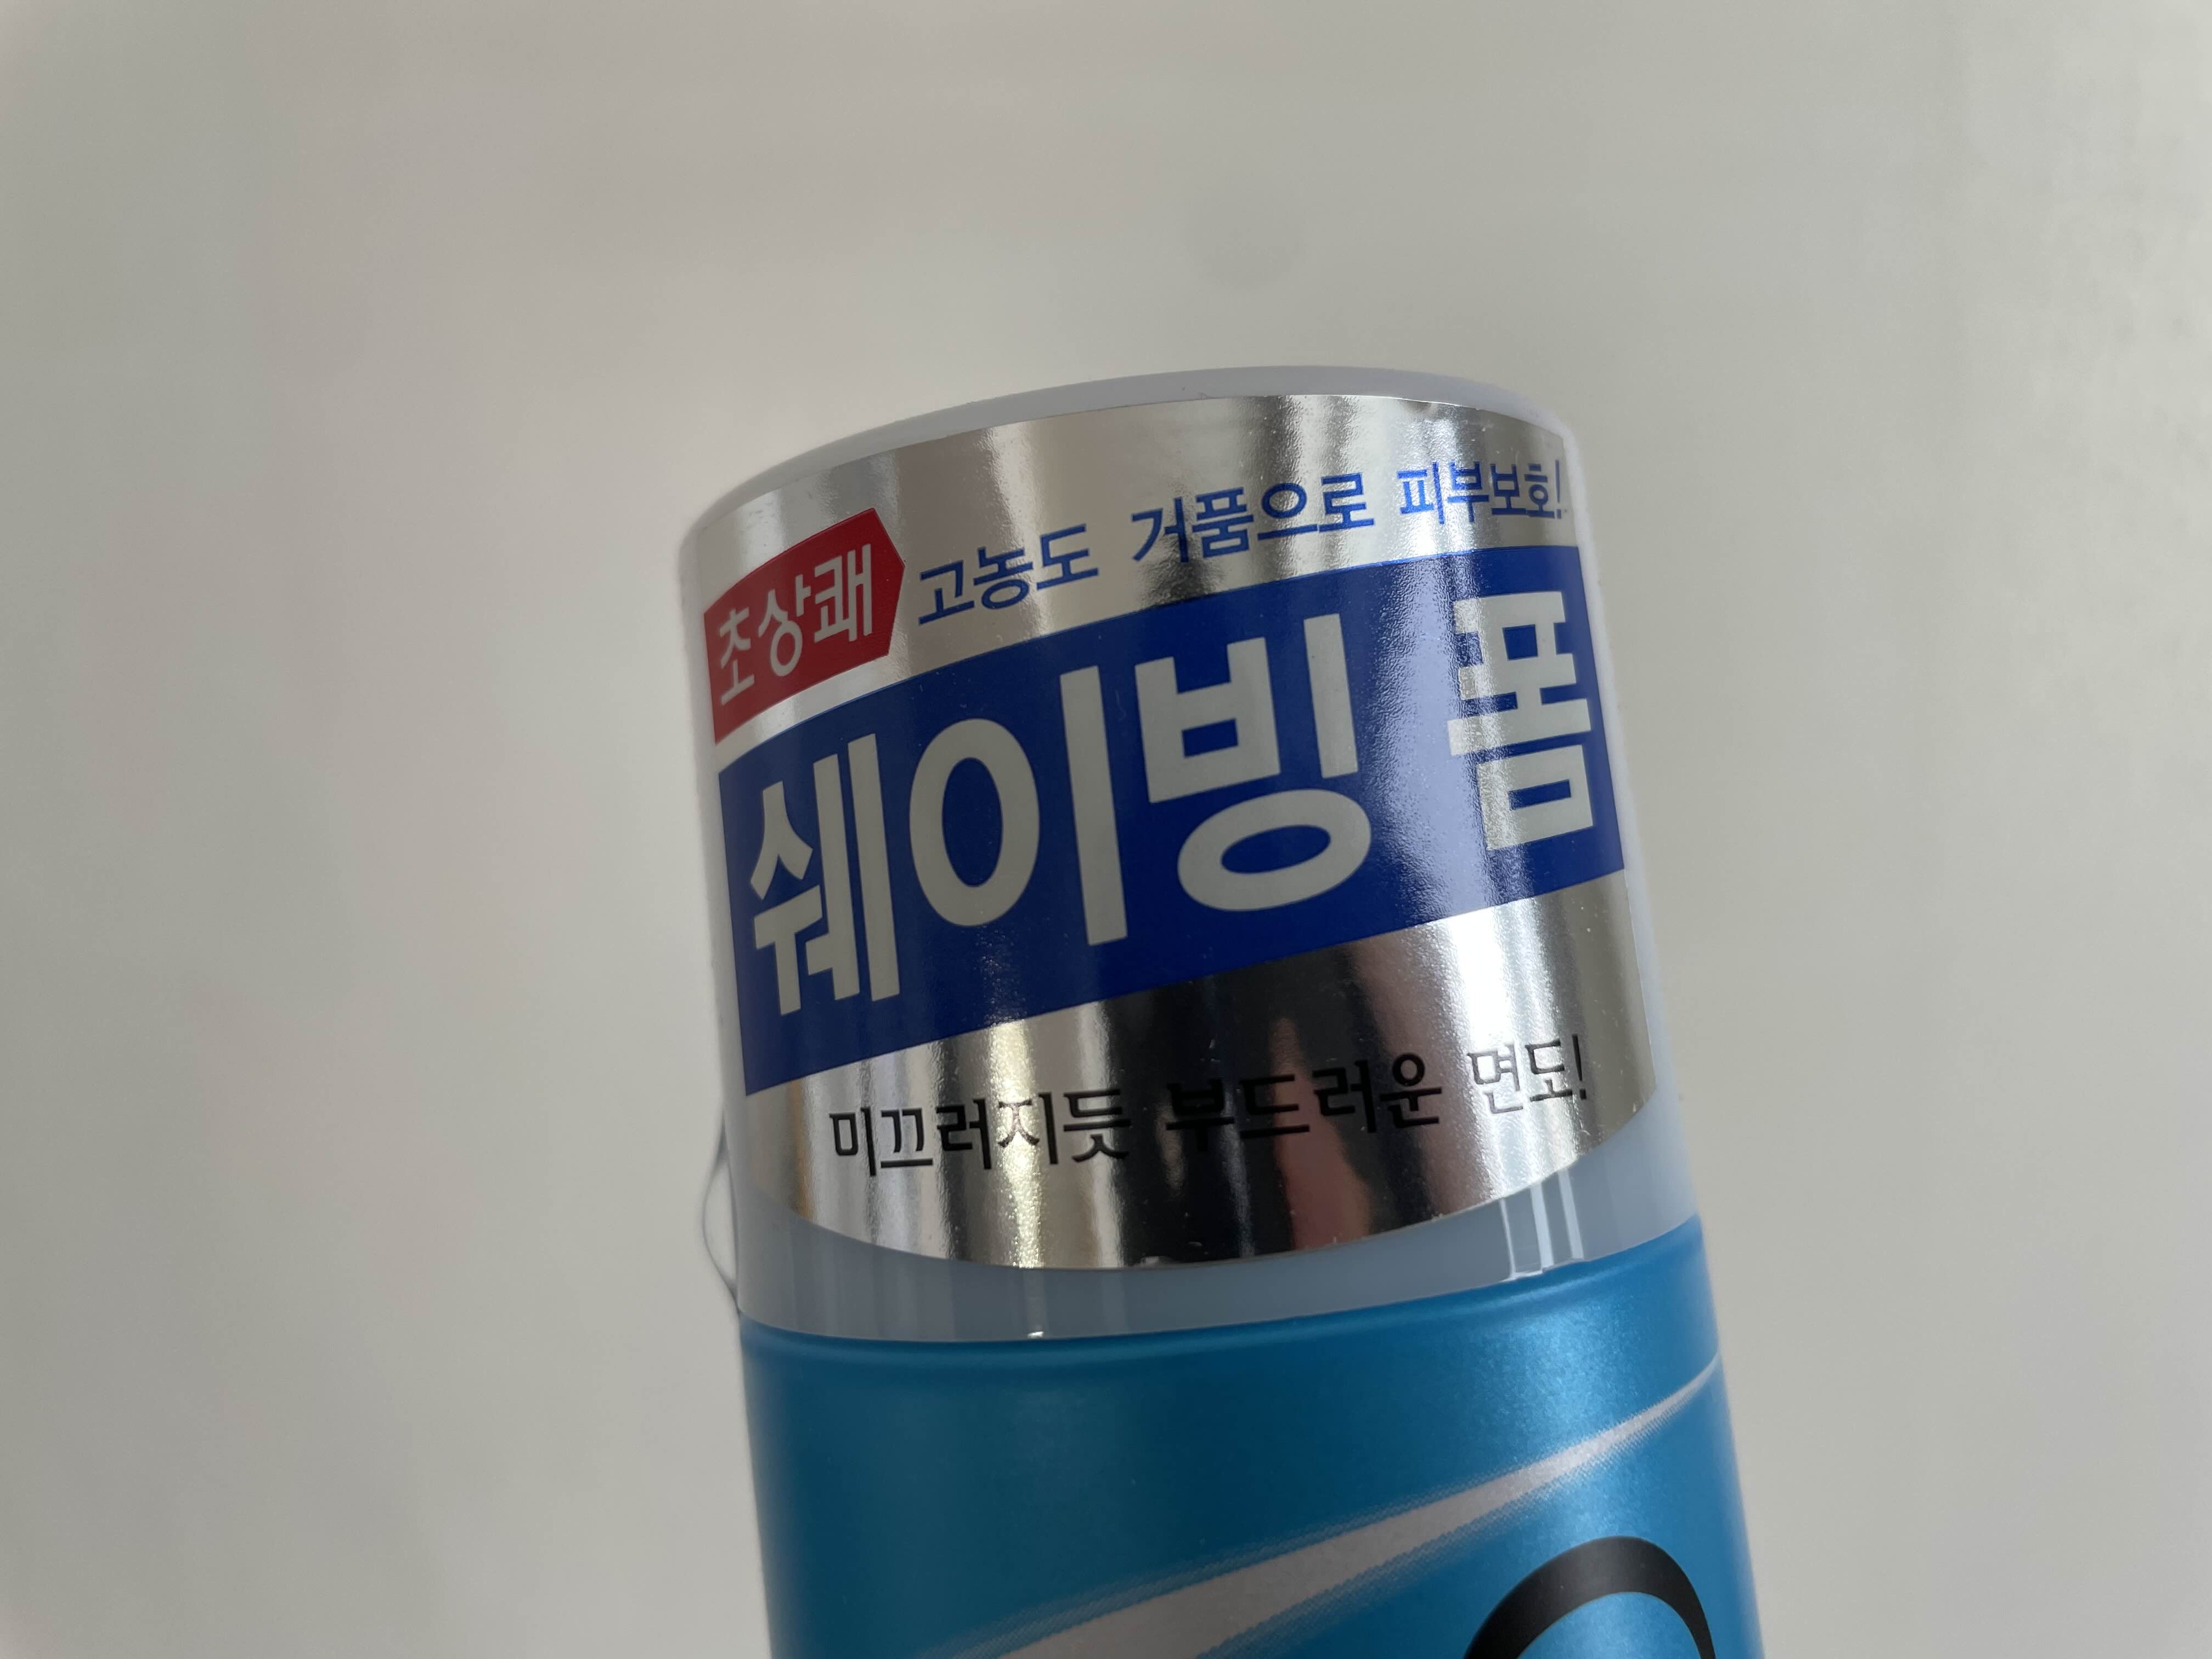 초상쾌 고농도 거품으로 피부보호!
쉐이빙 폼
미끄러지듯 부드러운 면도!